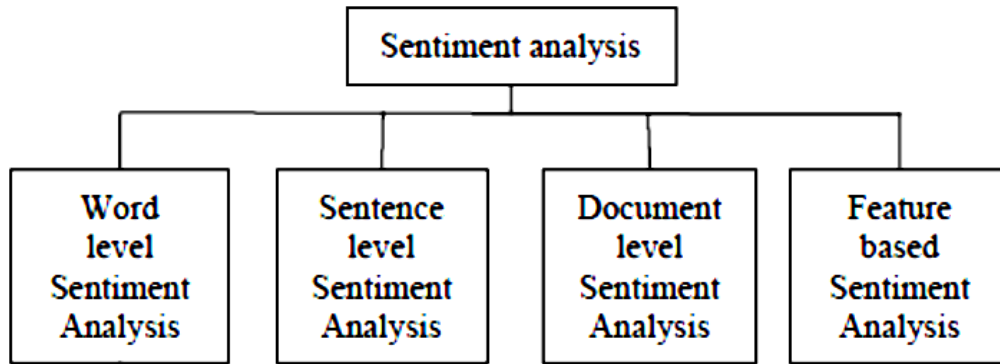 Sentiment analysis
Word
level
Sentiment
Analysis
Sentence
level
Sentiment
Analysis
Document
level
Sentiment
Analysis
Feature
based
Sentiment
Analysis